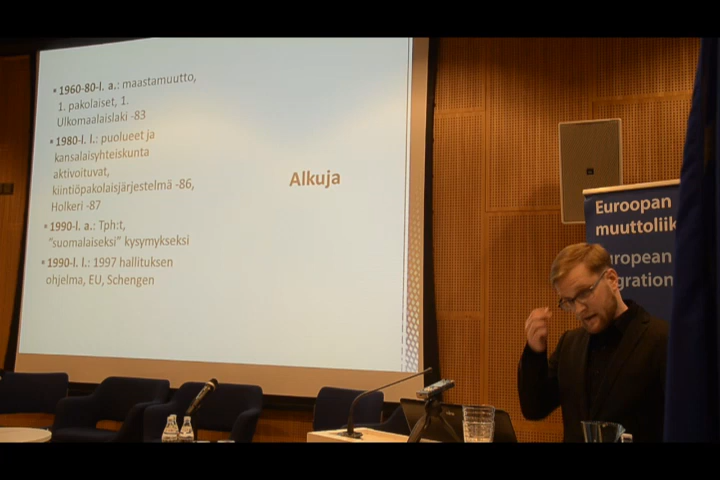 1960-80-l. a.: maastamuutto,
1. pakolaiset, 1.
Ulkomaalaislaki -83
1980-l. l.: puolueet ja
kansalaisyhteiskunta
aktivoituvat,
kiintiöpakolaisjärjestelmä -86,
Holkeri -87
1990-l. a.: Tph:t,
"suomalaiseksi" kysymykseksi
1990-l. l.: 1997 hallituksen
ohjelma, EU, Schengen
Alkuja
Euroopan
muuttoliik
uropean
gration